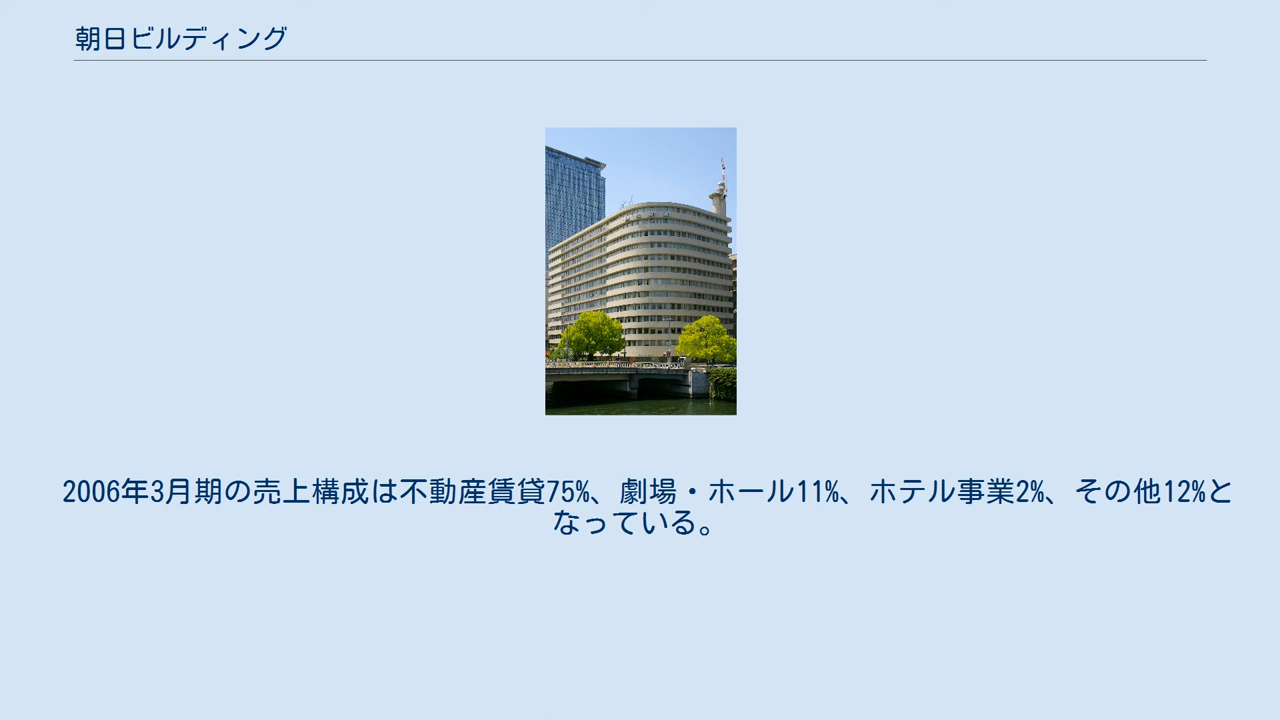 朝日ビルディング
2006年3月期の売上構成は不動産賃貸75%、劇場・ホール11%、ホテル事業2%、その他12%と
なっている。